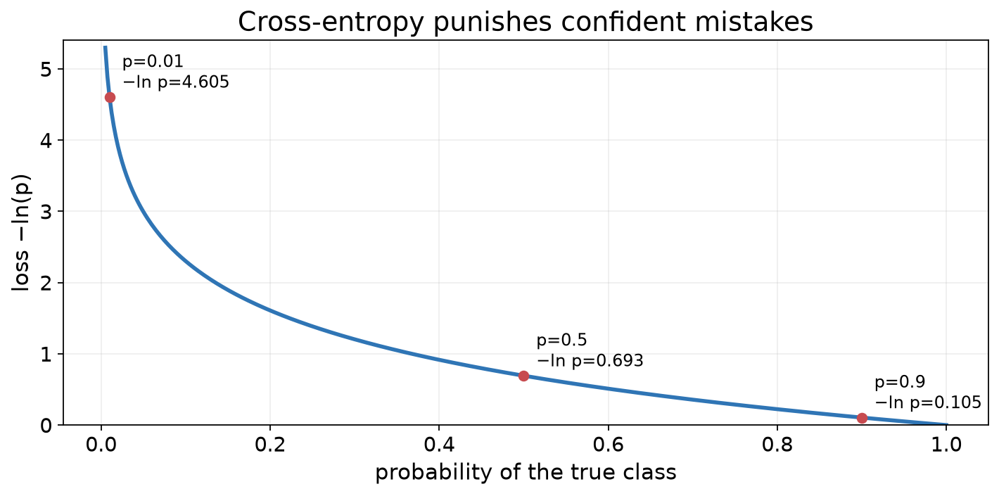 Cross-entropy punishes confident mistakes
p=0.01
−ln p=4.605
p=0.5
−ln p=0.693
p=0.9
−ln p=0.105
loss −ln(p)
5
4
3
2
1
0
0.0 0.2 0.4 0.6 0.8 1.0
probability of the true class